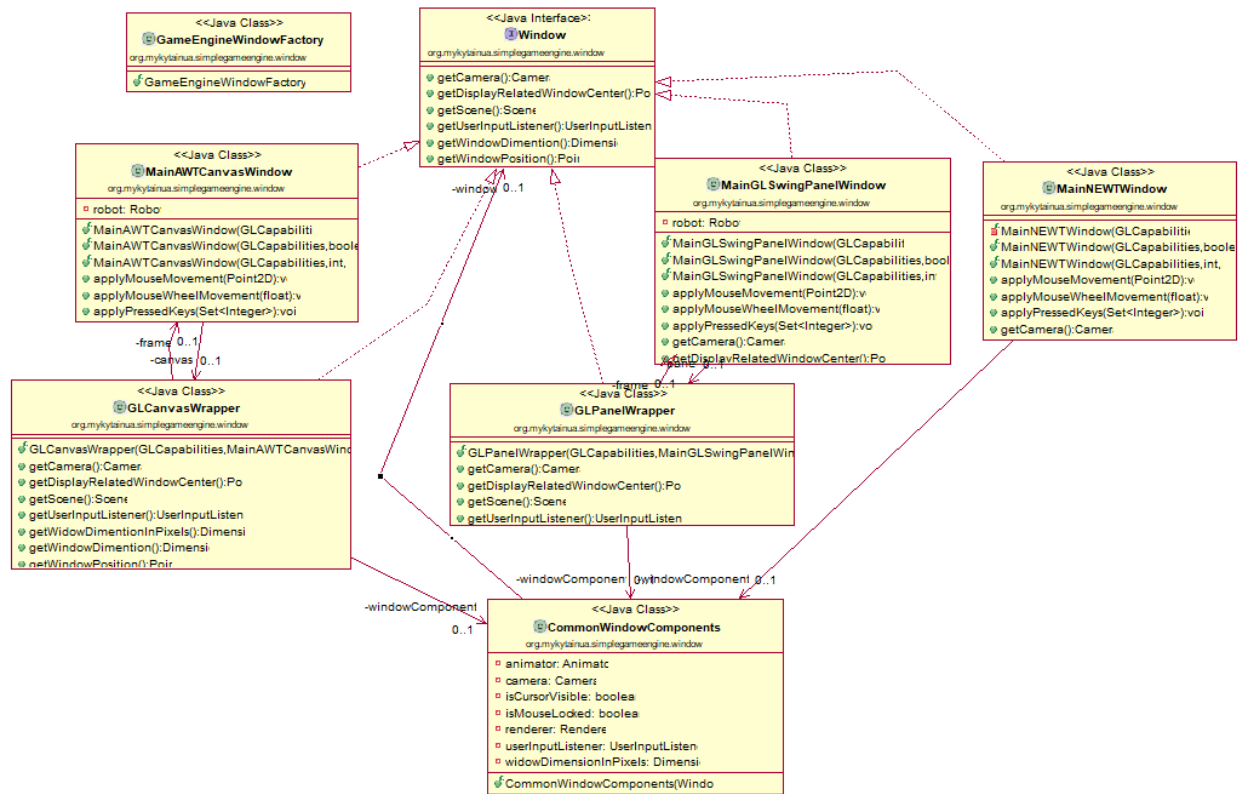 <<Java Class>>
GameEngineWindowFactory
org.mykytainua.simplegameengine.window
GameEngineWindowFactory
<<Java Interface>>
Window
org.mykytainua.simplegameengine.window
getCamera():Camer
getDisplayRelatedWindowCenter():Po
getScene():Scene
getUserInputListener():UserInputListen
getWindowDimention():Dimensi
getWindowPosition():Poir
<<Java Class>>
MainAWTCanvasWindow
org.mykytainua.simplegameengine.window
robot: Robo
MainAWTCanvasWindow(GLCapabiliti
MainAWTCanvasWindow(GLCapabilities,boole
MainAWTCanvasWindow(GLCapabilities,int,
applyMouseMovement(Point2D):v
applyMouseWheelMovement(float):v
applyPressedKeys(Set<Integer>):voi
<<Java Class>>
MainGLSwingPanelWindow
org.mykytainua.simplegameengine.window
robot: Robo
MainGLSwingPanelWindow(GLCapabilit
MainGLSwingPanelWindow(GLCapabilities,bool
MainGLSwingPanelWindow(GLCapabilities,in
applyMouseMovement(Point2D):v
applyMouseWheelMovement(float):v
applyPressedKeys(Set<Integer>):vo
getCamera():Camer
getDisplayRelatedWindowCenter():Po
<<Java Class>>
MainNEWTWindow
org.mykytainua.simplegameengine.window
MainNEWTWindow(GLCapabilitie
MainNEWTWindow(GLCapabilities,bool
MainNEWTWindow(GLCapabilities,int,
applyMouseMovement(Point2D):v
applyMouseWheelMovement(float):v
applyPressedKeys(Set<Integer>):voi
getCamera():Camer
-window 0..1
-frame 0..1
-canvas 0..1
-frame 0..1
0..1
<<Java Class>>
GLCanvasWrapper
org.mykytainua.simplegameengine.window
GLCanvasWrapper(GLCapabilities,MainAWTCanvasWind
getCamera():Camer
getDisplayRelatedWindowCenter():Po
getScene():Scene
getUserInputListener():UserInputListen
getWidowDimentionInPixels():Dimensi
getWindowDimention():Dimensi
getWindowPosition():Poir
<<Java Class>>
GLPanelWrapper
org.mykytainua.simplegameengine.window
GLPanelWrapper(GLCapabilities,MainGLSwingPanelWin
getCamera():Camer
getDisplayRelatedWindowCenter():Po
getScene():Scene
getUserInputListener():UserInputListen
-windowComponent 0..1
-windowComponent 0..1
-windowComponent
0..1
<<Java Class>>
CommonWindowComponents
org.mykytainua.simplegameengine.window
animator: Animato
camera: Camera
isCursorVisible: boolea
isMouseLocked: boolea
renderer: Rendere
userInputListener: UserInputListen
widowDimensionInPixels: Dimensi
CommonWindowComponents(Windo